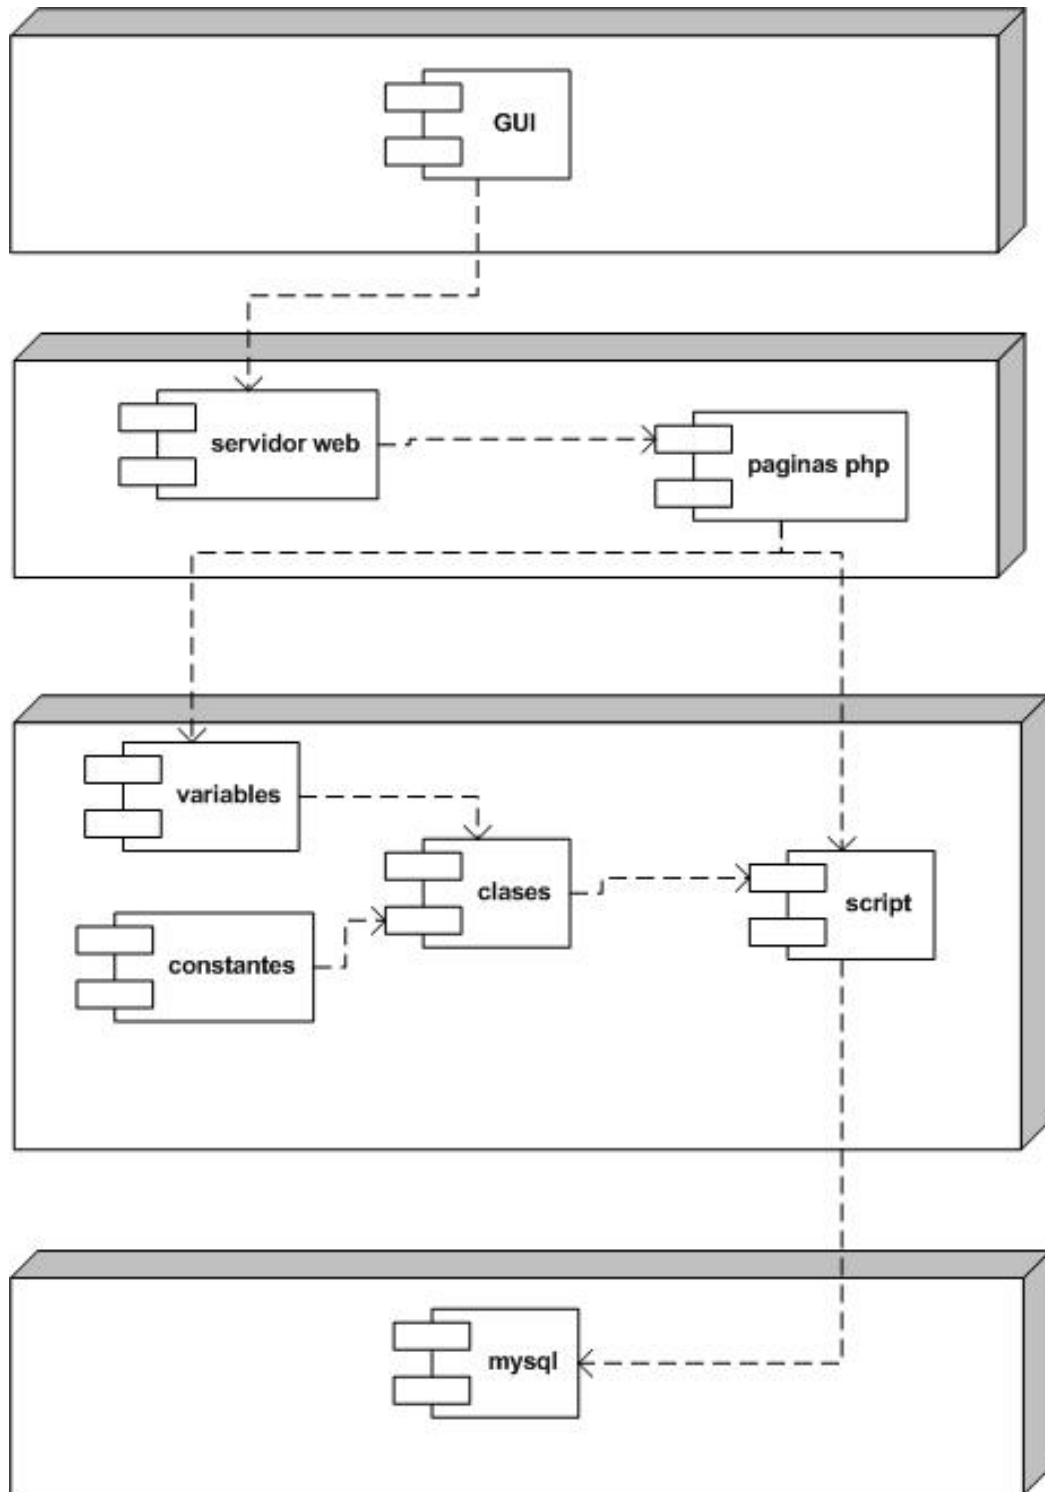 GUI
servidor web
paginas php
variables
clases
script
constantes
mysql